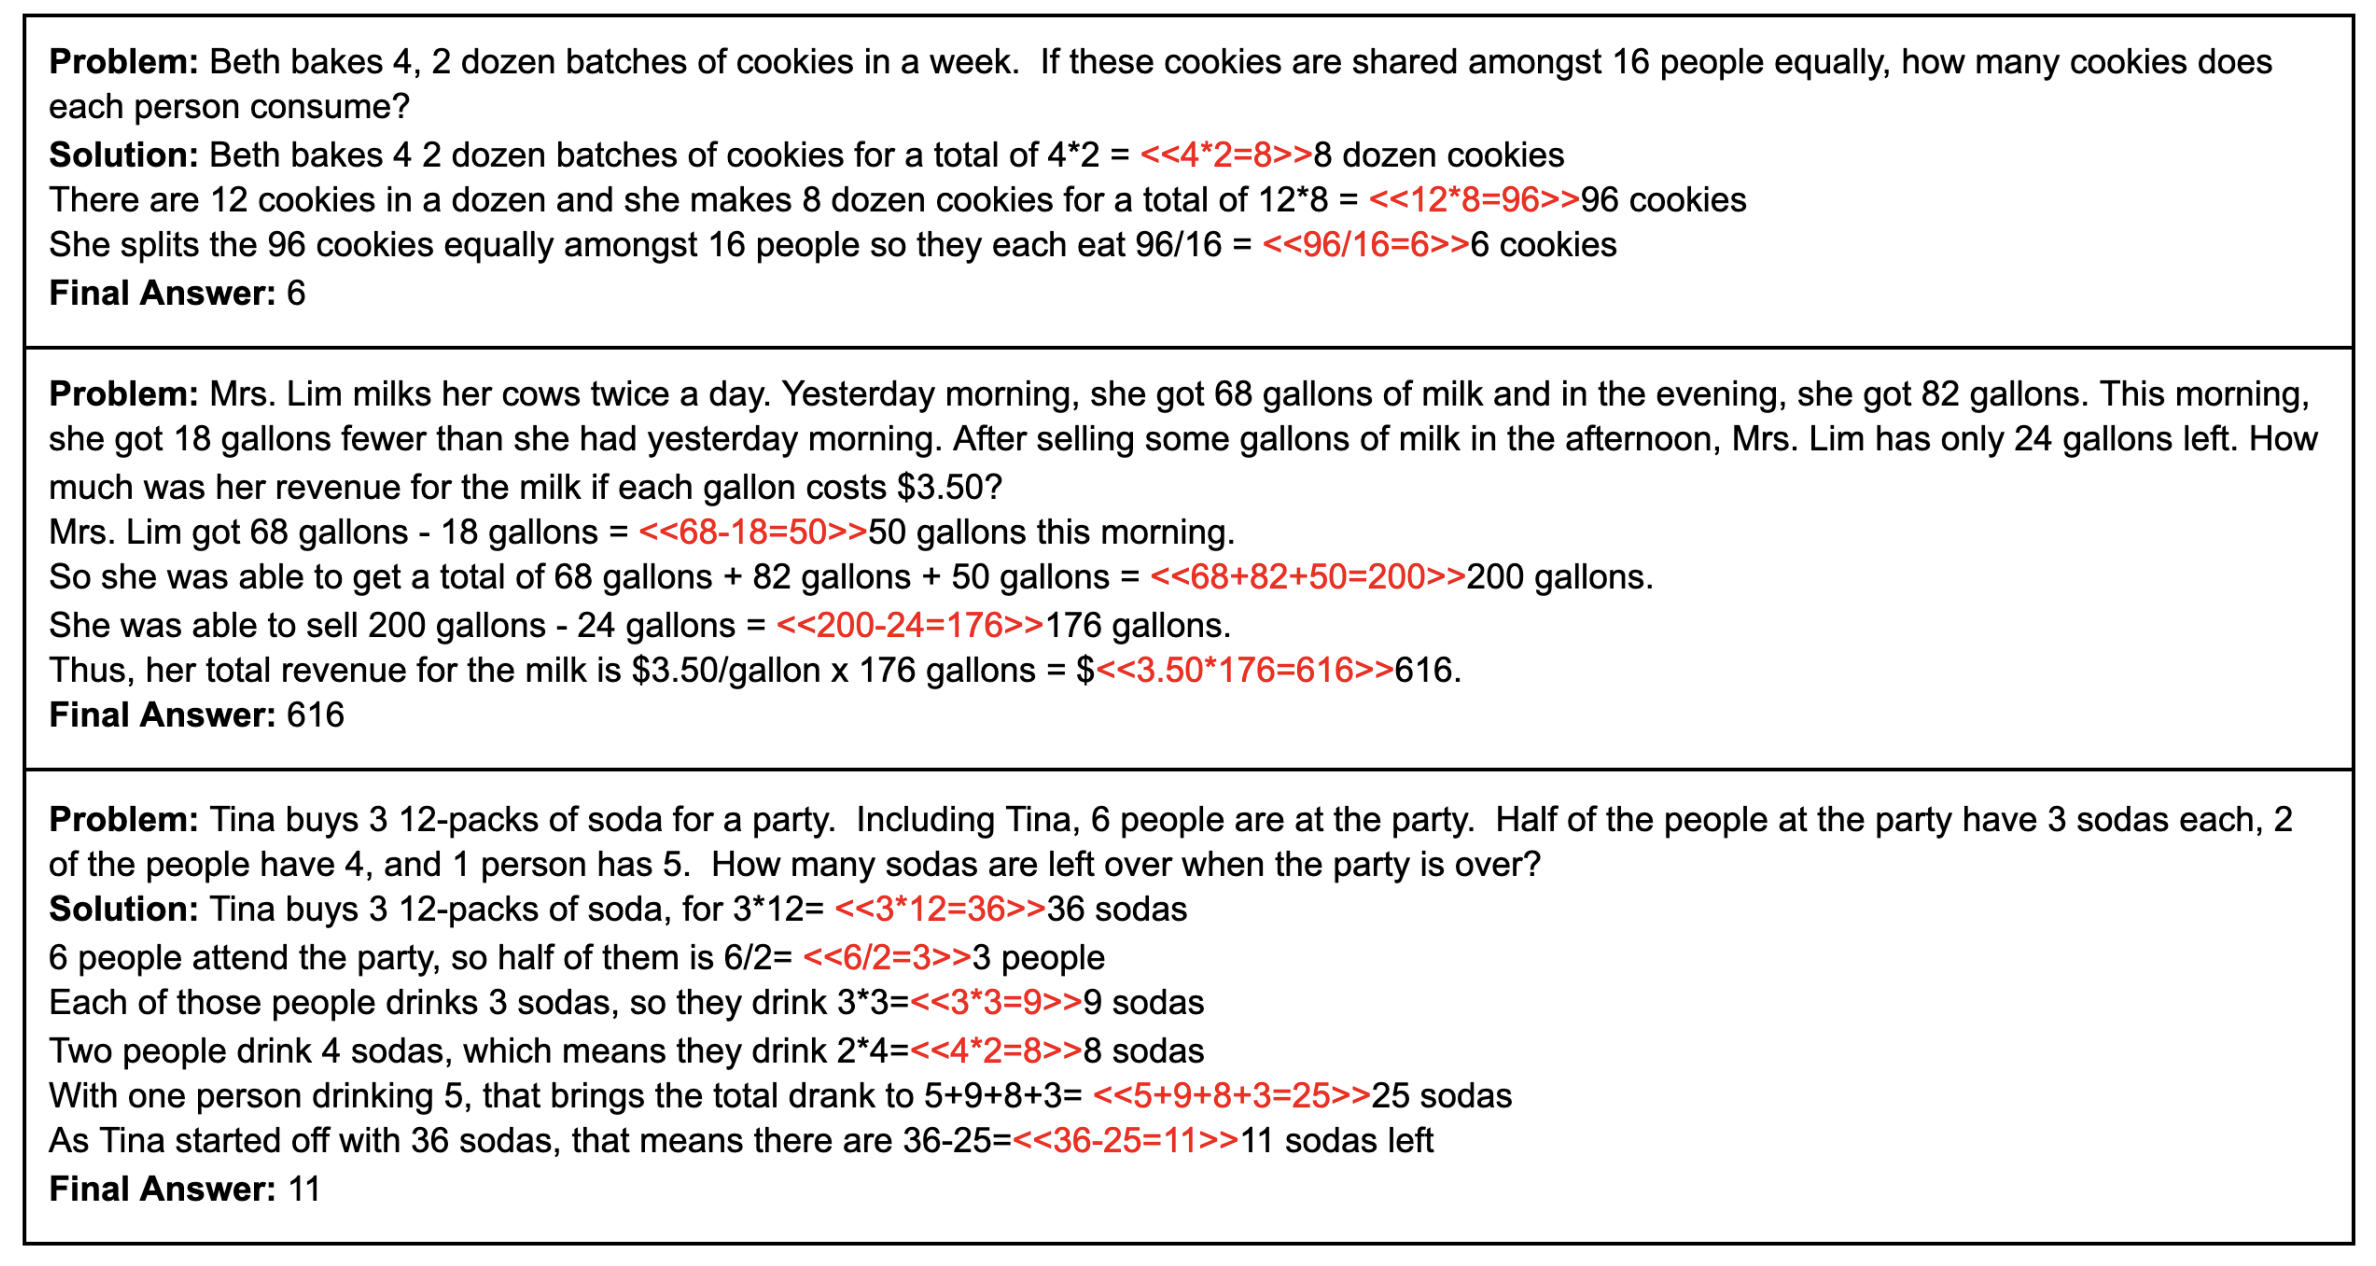 Problem: Beth bakes 4, 2 dozen batches of cookies in a week.  If these cookies are shared amongst 16 people equally, how many cookies does
each person consume?
Solution: Beth bakes 4 2 dozen batches of cookies for a total of 4*2 = <<4*2=8>>8 dozen cookies
There are 12 cookies in a dozen and she makes 8 dozen cookies for a total of 12*8 = <<12*8=96>>96 cookies
She splits the 96 cookies equally amongst 16 people so they each eat 96/16 = <<96/16=6>>6 cookies
Final Answer: 6
Problem: Mrs. Lim milks her cows twice a day. Yesterday morning, she got 68 gallons of milk and in the evening, she got 82 gallons. This morning,
she got 18 gallons fewer than she had yesterday morning. After selling some gallons of milk in the afternoon, Mrs. Lim has only 24 gallons left. How
much was her revenue for the milk if each gallon costs $3.50?
Mrs. Lim got 68 gallons - 18 gallons = <<68-18=50>>50 gallons this morning.
So she was able to get a total of 68 gallons + 82 gallons + 50 gallons = <<68+82+50=200>>200 gallons.
She was able to sell 200 gallons - 24 gallons = <<200-24=176>>176 gallons.
Thus, her total revenue for the milk is $3.50/gallon x 176 gallons = $<<3.50*176=616>>616.
Final Answer: 616
Problem: Tina buys 3 12-packs of soda for a party.  Including Tina, 6 people are at the party.  Half of the people at the party have 3 sodas each, 2
of the people have 4, and 1 person has 5.  How many sodas are left over when the party is over?
Solution: Tina buys 3 12-packs of soda, for 3*12= <<3*12=36>>36 sodas
6 people attend the party, so half of them is 6/2= <<6/2=3>>3 people
Each of those people drinks 3 sodas, so they drink 3*3=<<3*3=9>>9 sodas
Two people drink 4 sodas, which means they drink 2*4=<<4*2=8>>8 sodas
With one person drinking 5, that brings the total drank to 5+9+8+3= <<5+9+8+3=25>>25 sodas
As Tina started off with 36 sodas, that means there are 36-25=<<36-25=11>>11 sodas left
Final Answer: 11